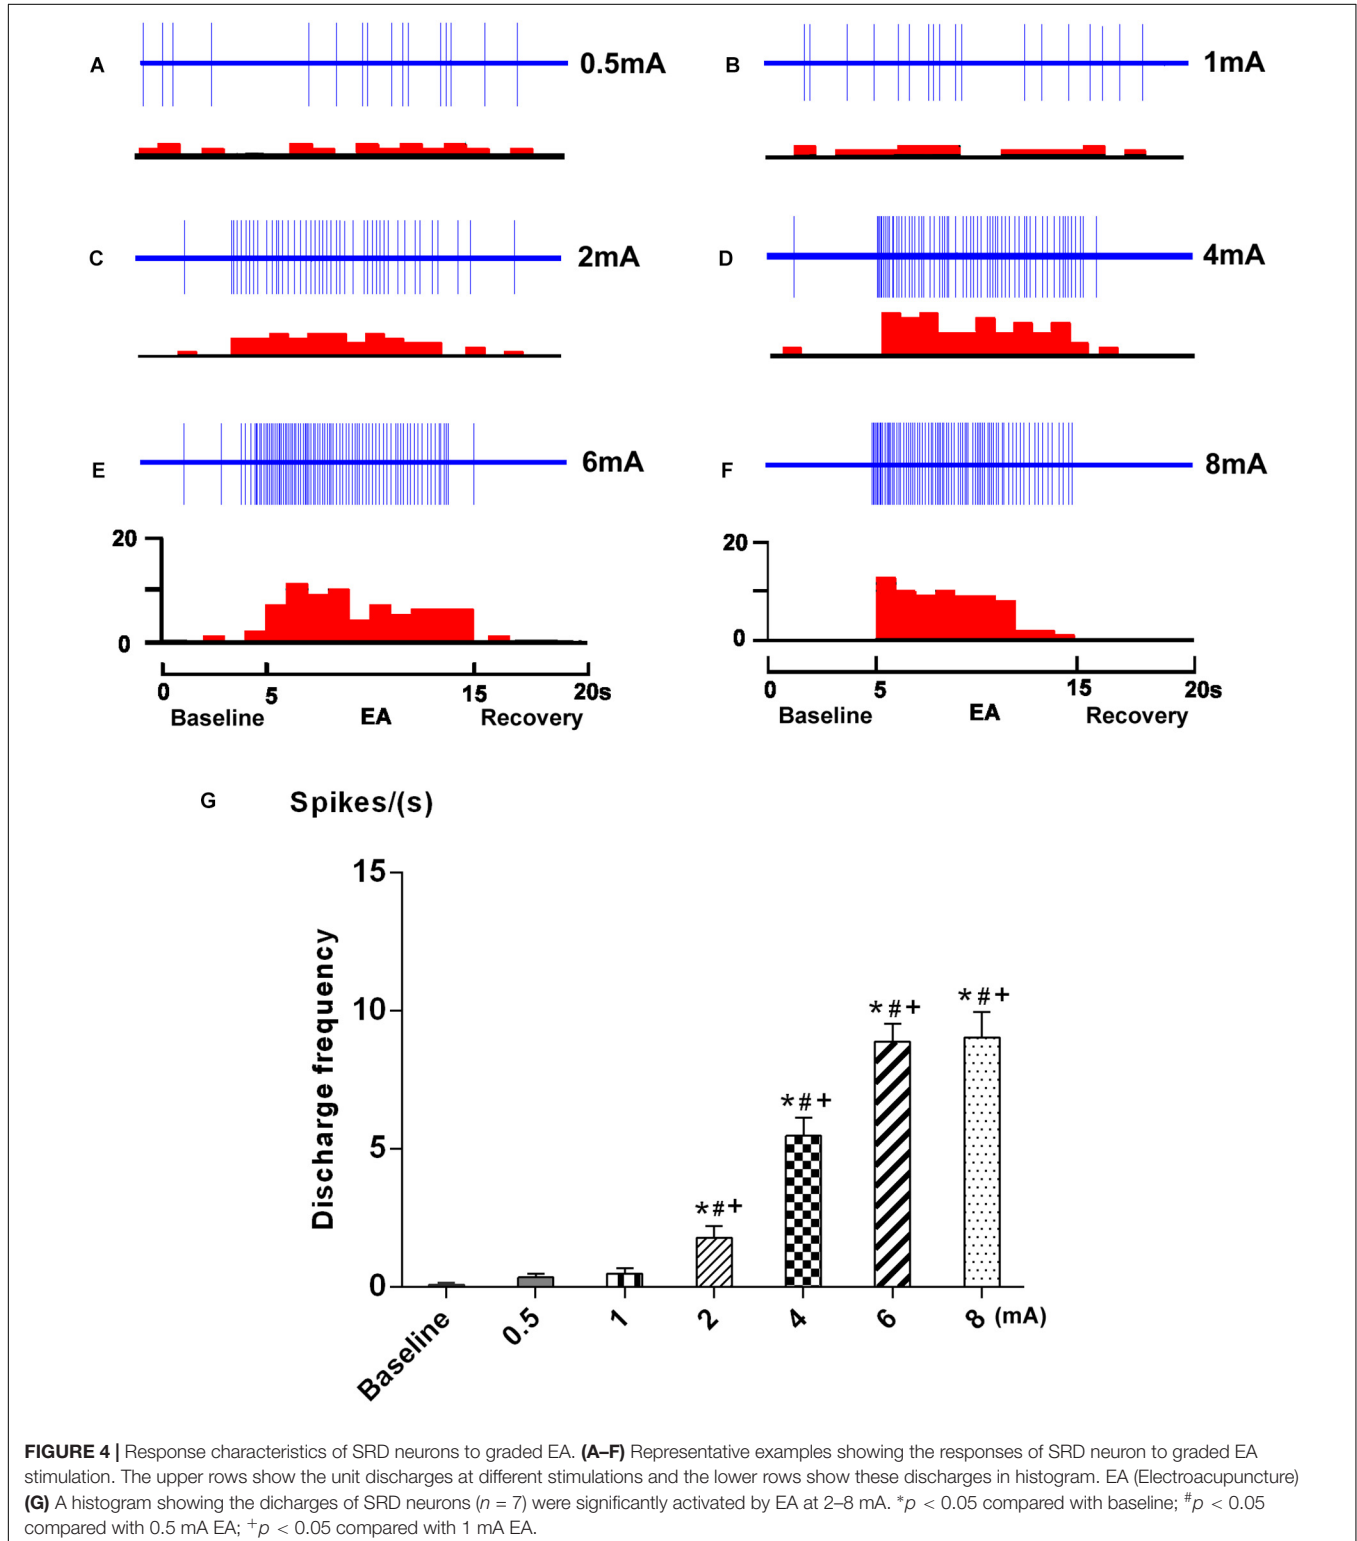 A 0.5mA
B 1mA
C 2mA
D 4mA
E 6mA
F 8mA
20
0
0 5 15 20s
Baseline EA Recovery
20
0
0 5 15 20s
Baseline EA Recovery
G Spikes/(s)
Discharge frequency
15
10
5
0
*#+
*#+
*#+
*#+
Baseline 0.5 1 2 4 6 8 (mA)
FIGURE 4 | Response characteristics of SRD neurons to graded EA. (A–F) Representative examples showing the responses of SRD neuron to graded EA
stimulation. The upper rows show the unit discharges at different stimulations and the lower rows show these discharges in histogram. EA (Electroacupuncture)
(G) A histogram showing the dicharges of SRD neurons (n = 7) were significantly activated by EA at 2–8 mA. *p < 0.05 compared with baseline; #p < 0.05
compared with 0.5 mA EA; +p < 0.05 compared with 1 mA EA.